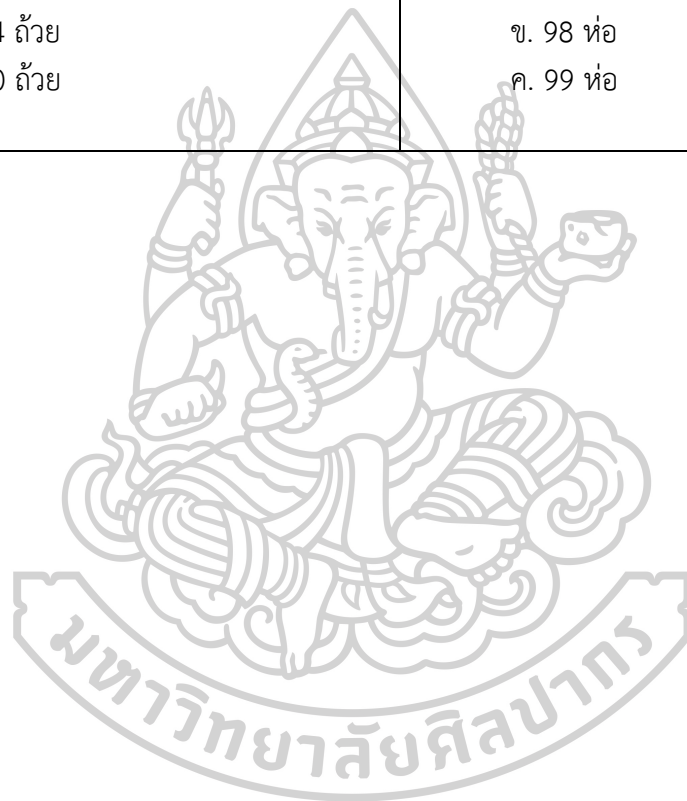 4 ถ้วย
0 ถ้วย
ข. 98 ห่อ
ค. 99 ห่อ
มหาวิทยาลัยศิลปากร